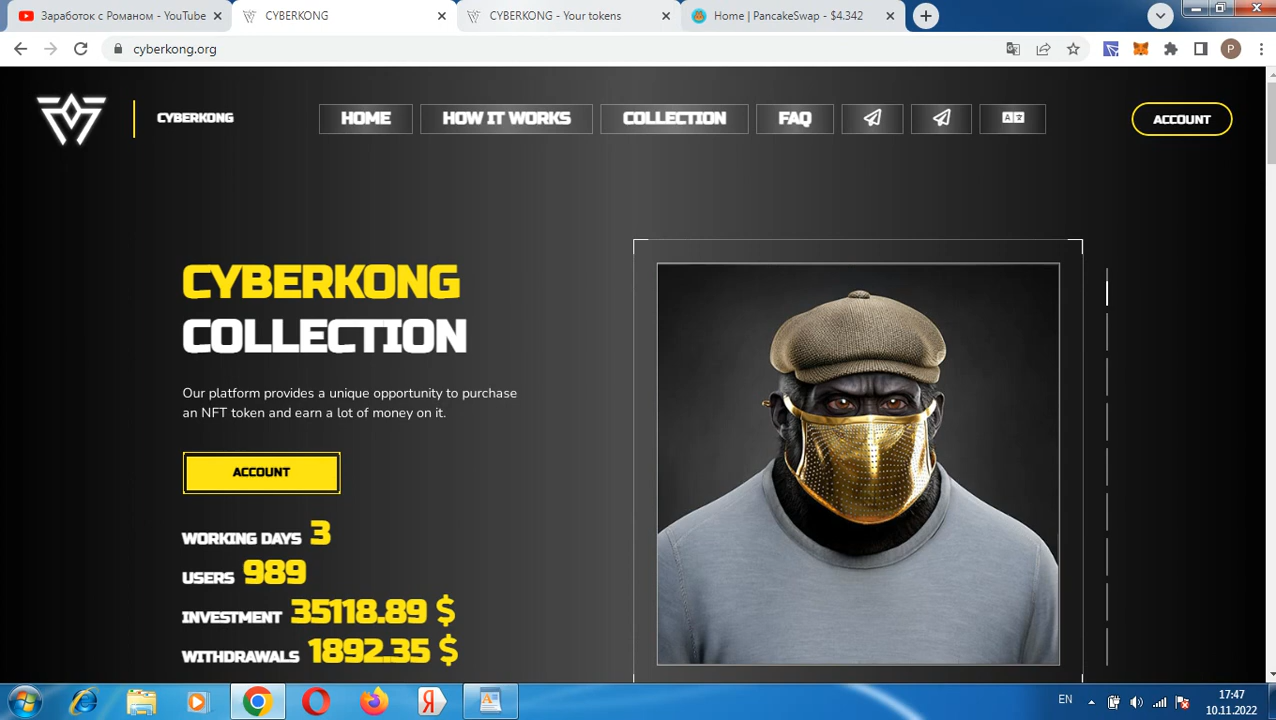 Заработок с Романом - YouTube
CYBERKONG
CYBERKONG - Your tokens
Home | PancakeSwap - $4.342
cyberkong.org
P
CYBERKONG
HOME
HOW IT WORKS
COLLECTION
FAQ
ACCOUNT
CYBERKONG
COLLECTION
Our platform provides a unique opportunity to purchase
an NFT token and earn a lot of money on it.
ACCOUNT
WORKING DAYS 3
USERS 989
INVESTMENT 35118.89 $
WITHDRAWALS 1892.35 $
EN
17:47
10.11.2022